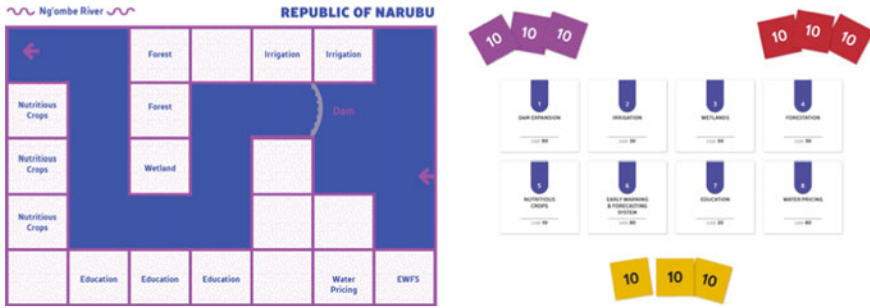 Ng'ombe River
REPUBLIC OF NARUBU
Forest
Irrigation
Irrigation
Nutritious
Crops
Forest
Dam
Nutritious
Crops
Wetland
Nutritious
Crops
Education
Education
Education
Water
Pricing
EWFS
10
10
10
10
10
10
1
DAM EXPANSION
2
IRRIGATION
3
WETLANDS
4
FORESTATION
5
NUTRITIOUS
CROPS
6
EARLY WARNING
& FORECASTING
SYSTEM
7
EDUCATION
8
WATER PRICING
10
10
10